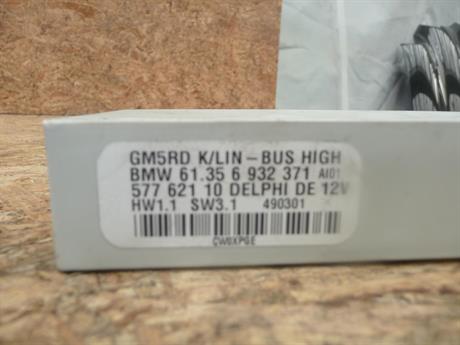 GM5RD K/LIN-BUS HIGH
BMW 61.35 6 932 371 AI01
577 621 10 DELPHI DE 12V
HW1.1 SW3.1 490301
CW0XPGE